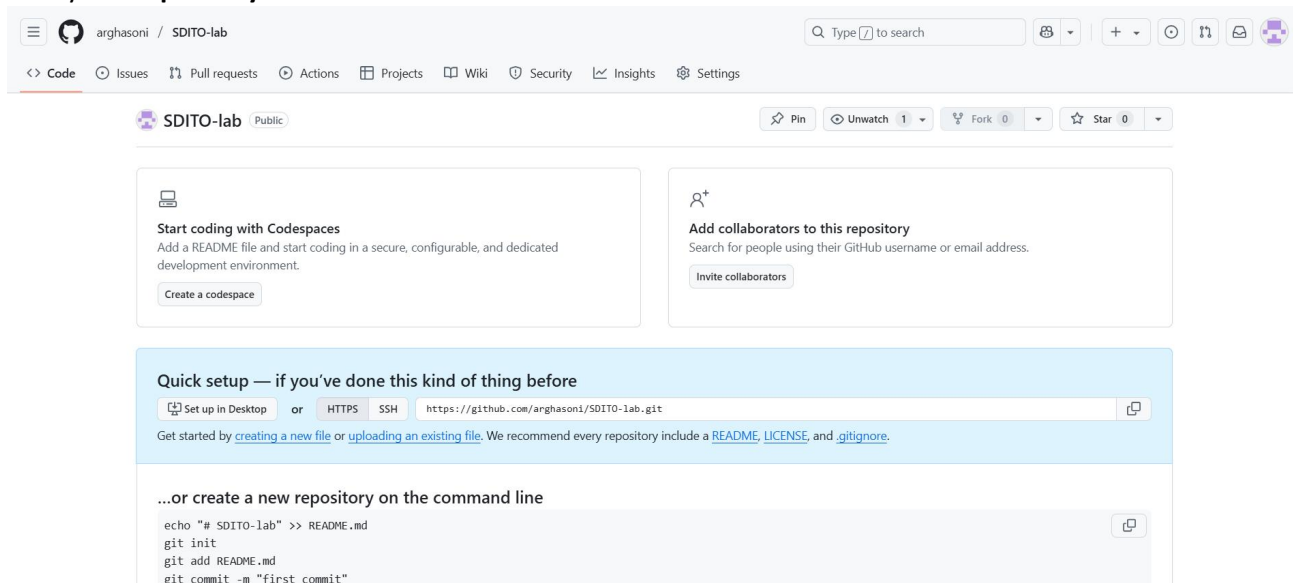 arghasoni / SDITO-lab
Type / to search
<> Code Issues Pull requests Actions Projects Wiki Security Insights Settings
SDITO-lab Public
Pin Unwatch 1 Fork 0 Star 0
Start coding with Codespaces
Add a README file and start coding in a secure, configurable, and dedicated
development environment.
Create a codespace
Add collaborators to this repository
Search for people using their GitHub username or email address.
Invite collaborators
Quick setup — if you've done this kind of thing before
Set up in Desktop or HTTPS SSH https://github.com/arghasoni/SDITO-lab.git
Get started by creating a new file or uploading an existing file. We recommend every repository include a README, LICENSE, and .gitignore.
...or create a new repository on the command line
echo "# SDITO-lab" >> README.md
git init
git add README.md
git commit -m "first commit"